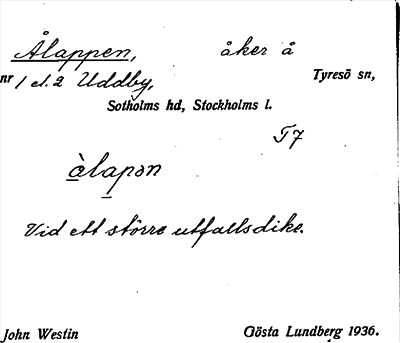 Ålappen, åker å
nr 1 el. 2 Uddby, Tyresö sn,
Sotholms hd, Stockholms l.
T7
àlapən
Vid ett större utfallsdike.
John Westin Gösta Lundberg 1936.